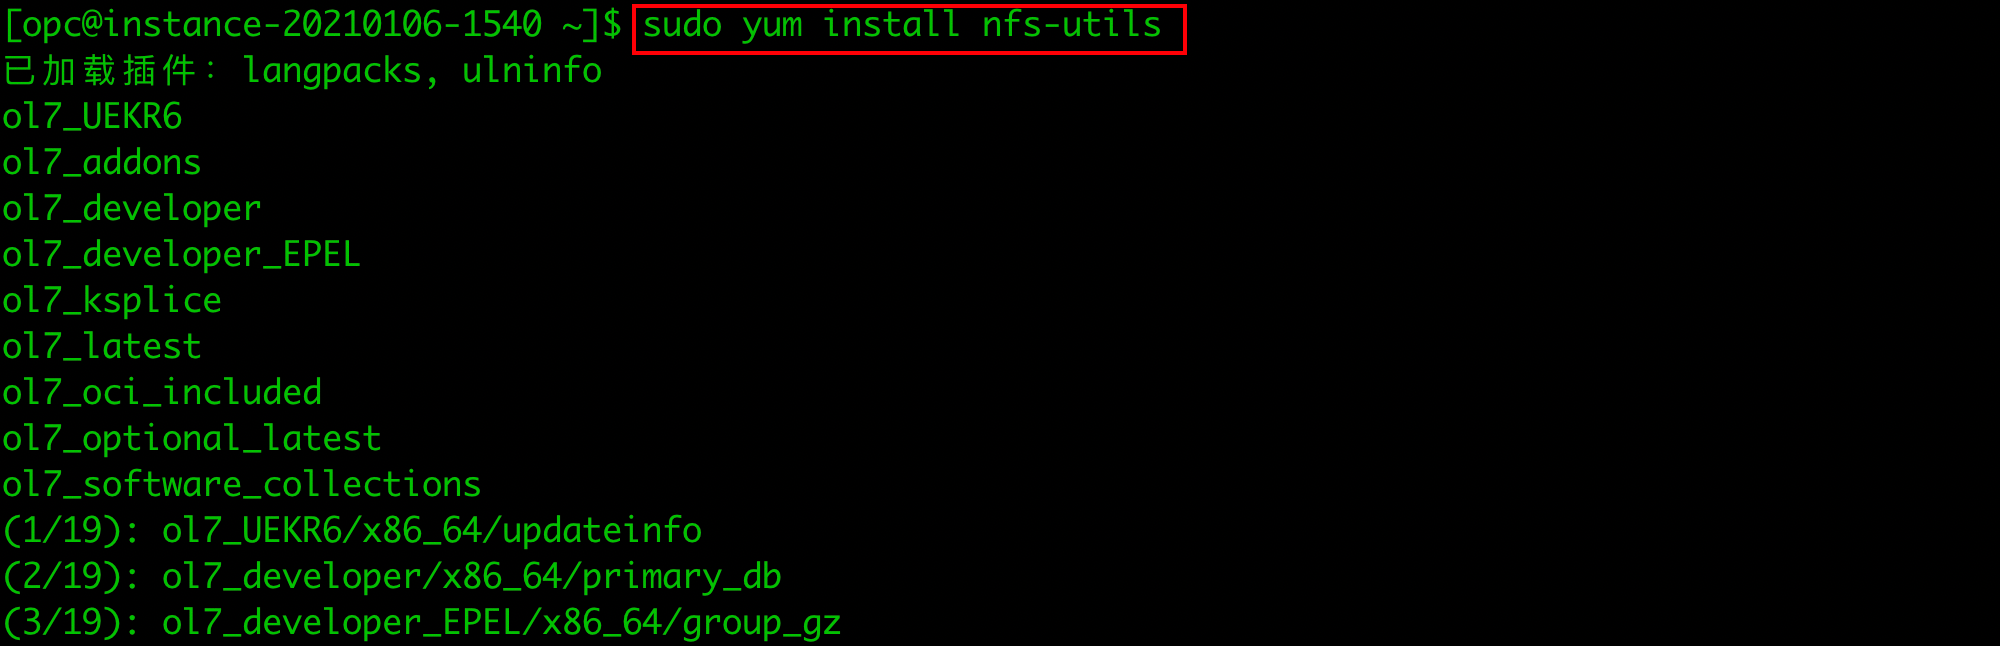 [opc@instance-20210106-1540 ~]$ sudo yum install nfs-utils
已加载插件：langpacks, ulninfo
ol7_UEKR6
ol7_addons
ol7_developer
ol7_developer_EPEL
ol7_ksplice
ol7_latest
ol7_oci_included
ol7_optional_latest
ol7_software_collections
(1/19): ol7_UEKR6/x86_64/updateinfo
(2/19): ol7_developer/x86_64/primary_db
(3/19): ol7_developer_EPEL/x86_64/group_gz